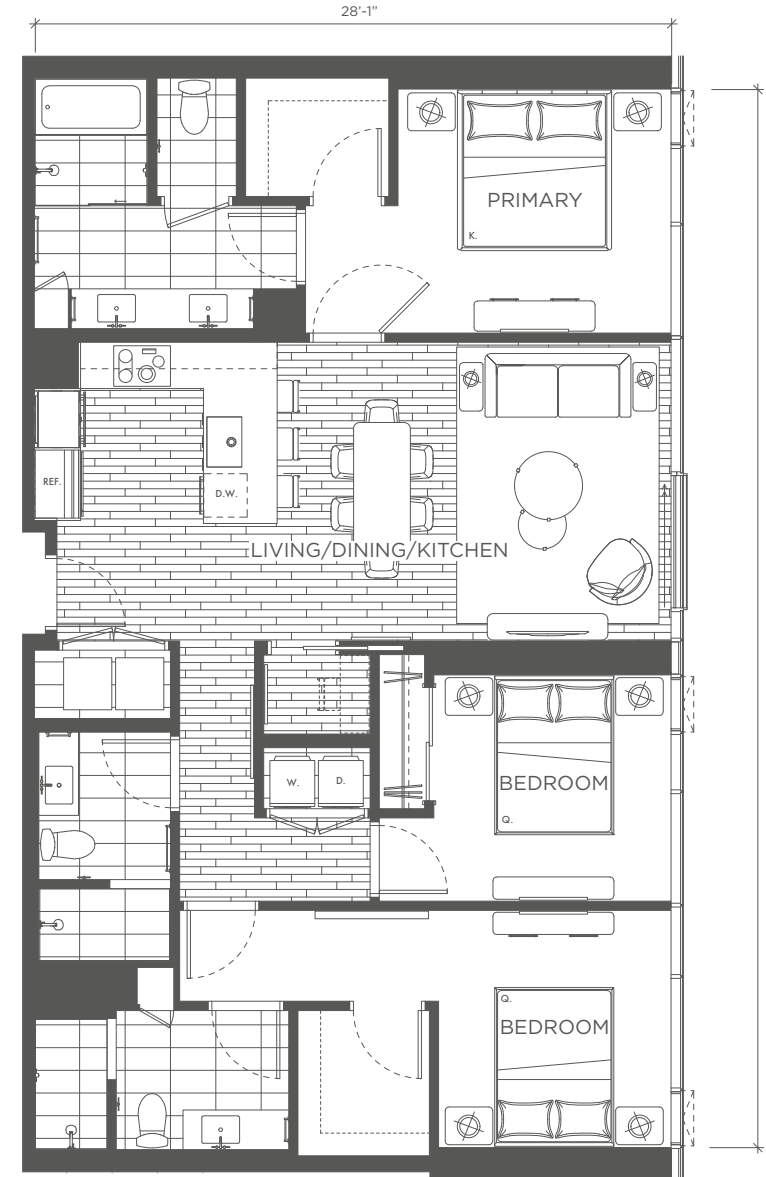 28'-1"
PRIMARY
K.
REF.
D.W.
LIVING/DINING/KITCHEN
W.
D.
BEDROOM
Q.
Q.
BEDROOM